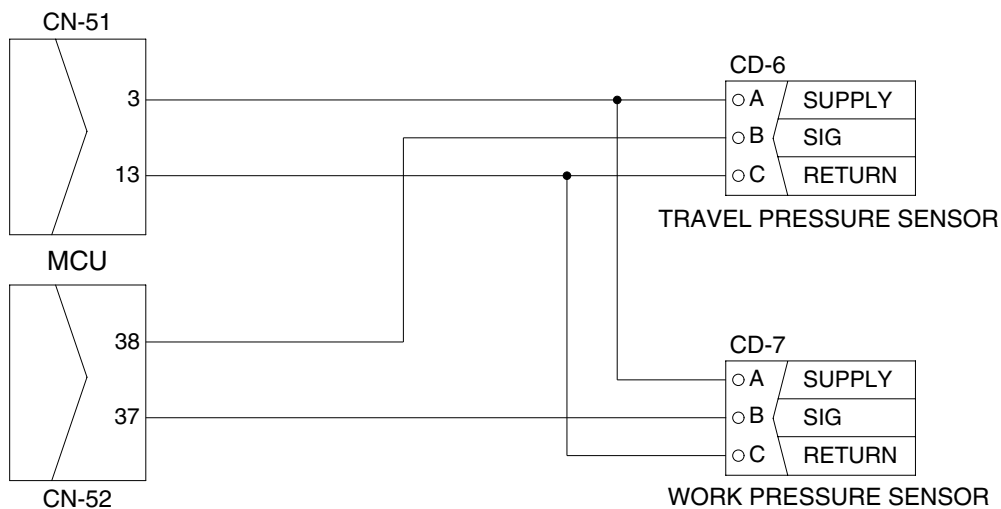 CN-51
3
13
MCU
38
37
CN-52
CD-6
A SUPPLY
B SIG
C RETURN
TRAVEL PRESSURE SENSOR
CD-7
A SUPPLY
B SIG
C RETURN
WORK PRESSURE SENSOR